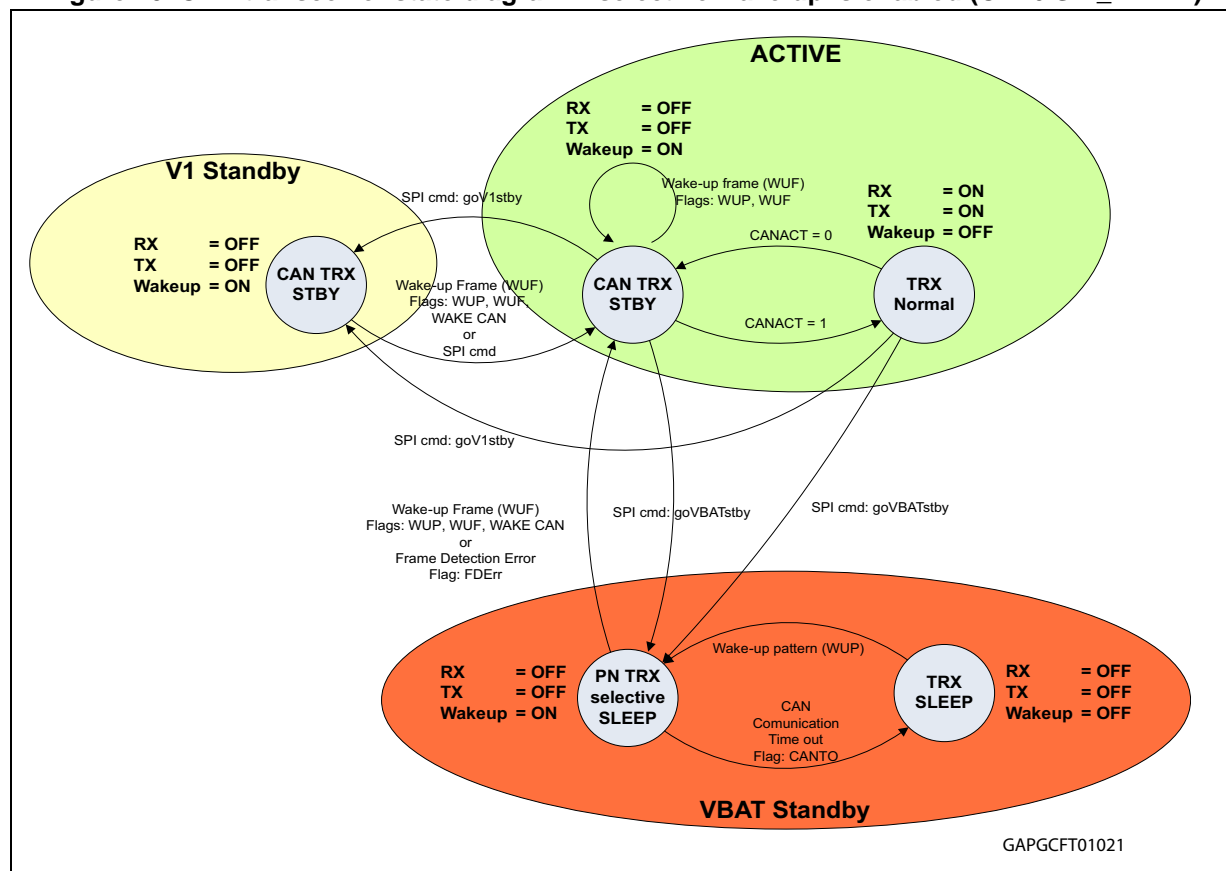 ACTIVE
RX = OFF
TX = OFF
Wakeup = ON
Wake-up frame (WUF)
Flags: WUP, WUF
RX = ON
TX = ON
Wakeup = OFF
V1 Standby
SPI cmd: goV1stby
RX = OFF
TX = OFF
Wakeup = ON
CAN TRX
STBY
Wake-up Frame (WUF)
Flags: WUP, WUF,
WAKE CAN
or
SPI cmd
CAN TRX
STBY
CANACT = 0
CANACT = 1
TRX
Normal
SPI cmd: goV1stby
Wake-up Frame (WUF)
Flags: WUP, WUF, WAKE CAN
or
Frame Detection Error
Flag: FDErr
SPI cmd: goVBATstby
SPI cmd: goVBATstby
RX = OFF
TX = OFF
Wakeup = ON
PN TRX
selective
SLEEP
Wake-up pattern (WUP)
CAN
Comunication
Time out
Flag: CANTO
TRX
SLEEP
RX = OFF
TX = OFF
Wakeup = OFF
VBAT Standby
GAPGCFT01021